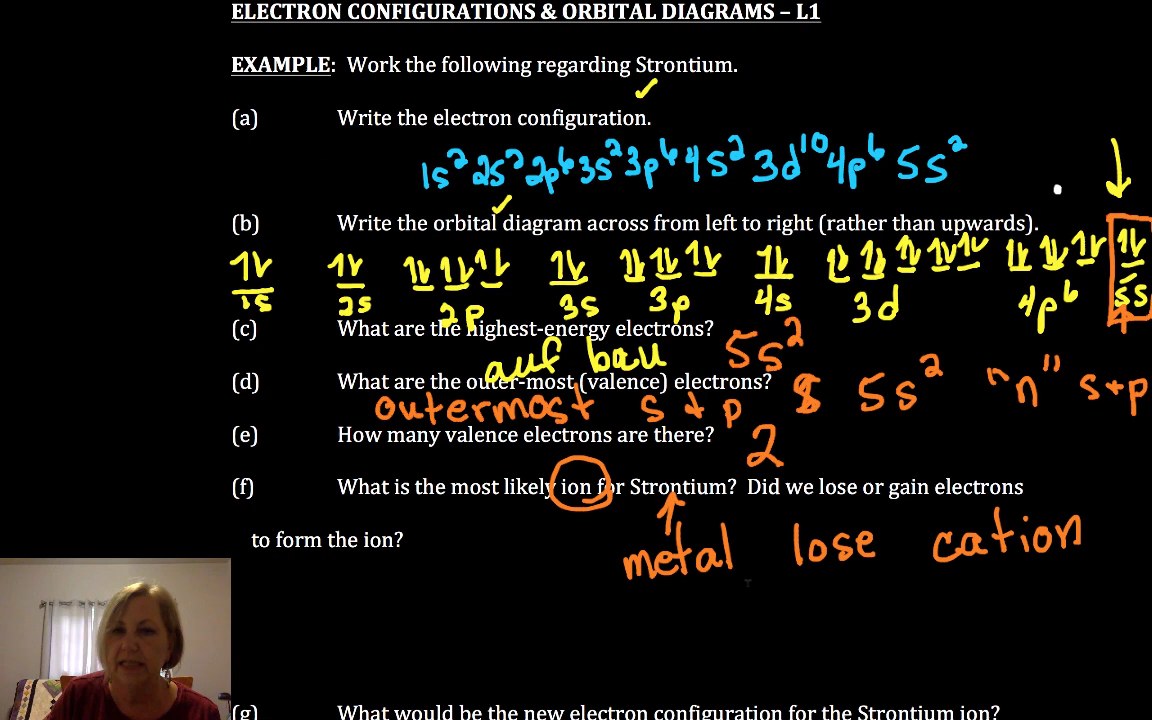 ELECTRON CONFIGURATIONS & ORBITAL DIAGRAMS – L1
EXAMPLE: Work the following regarding Strontium.
(a) Write the electron configuration.
1s² 2s² 2p⁶ 3s² 3p⁶ 4s² 3d¹⁰ 4p⁶ 5s²
(b) Write the orbital diagram across from left to right (rather than upwards).
1s 2s 2p 3s 3p 4s 3d 4p⁶ 5s
(c) What are the highest-energy electrons? 5s²
auf bau
(d) What are the outer-most (valence) electrons? 5s² "n" s+p
outermost s + p
(e) How many valence electrons are there? 2
(f) What is the most likely ion for Strontium? Did we lose or gain electrons
to form the ion?
metal lose cation
(g) What would be the new electron configuration for the Strontium ion?